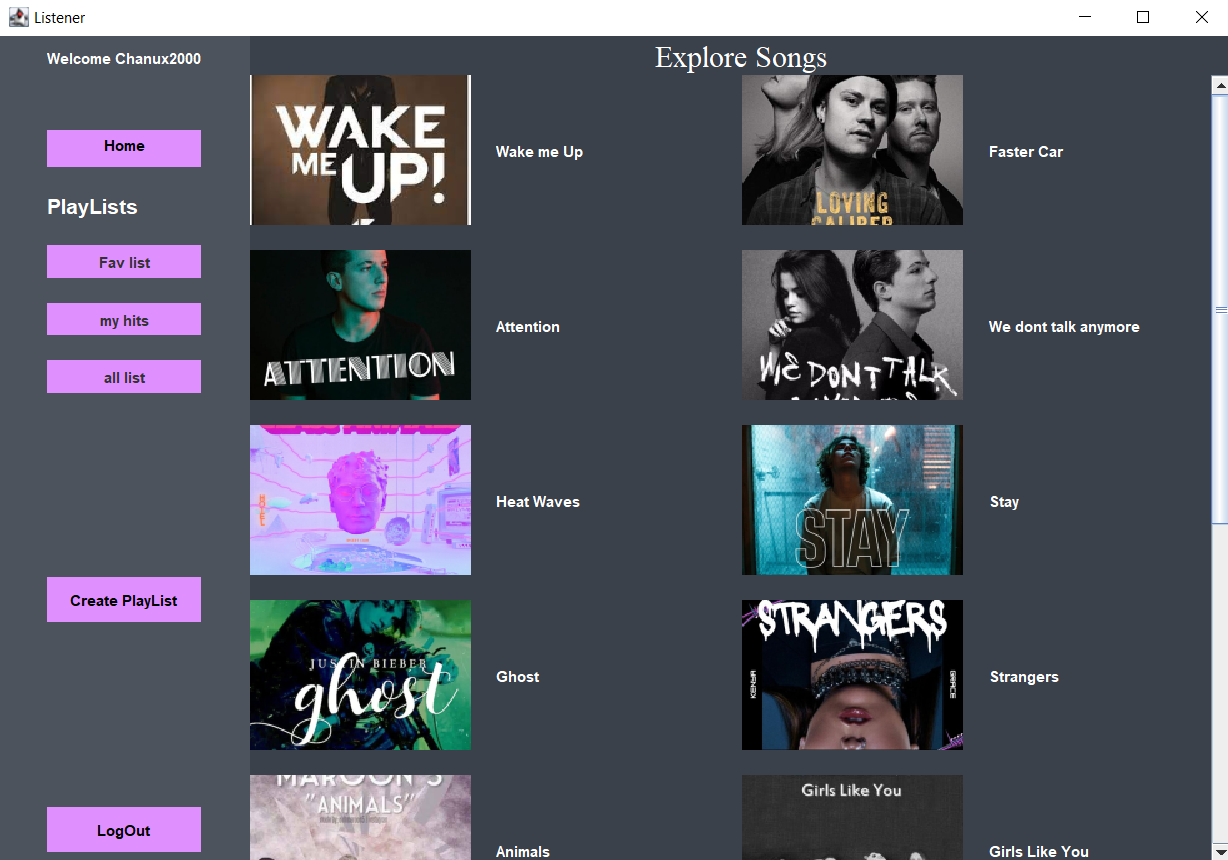 Listener
Welcome Chanux2000
Home
PlayLists
Fav list
my hits
all list
Create PlayList
LogOut
Explore Songs
WAKE
ME UP!
Wake me Up
LOVING
CALIBER
Faster Car
ATTENTION
Attention
WE DONT TALK
We dont talk anymore
Heat Waves
STAY
Stay
JUSTIN BIEBER
ghost
Ghost
STRANGERS
KENYA
GRACE
Strangers
MAROON 5
"ANIMALS"
Animals
Girls Like You
Girls Like You